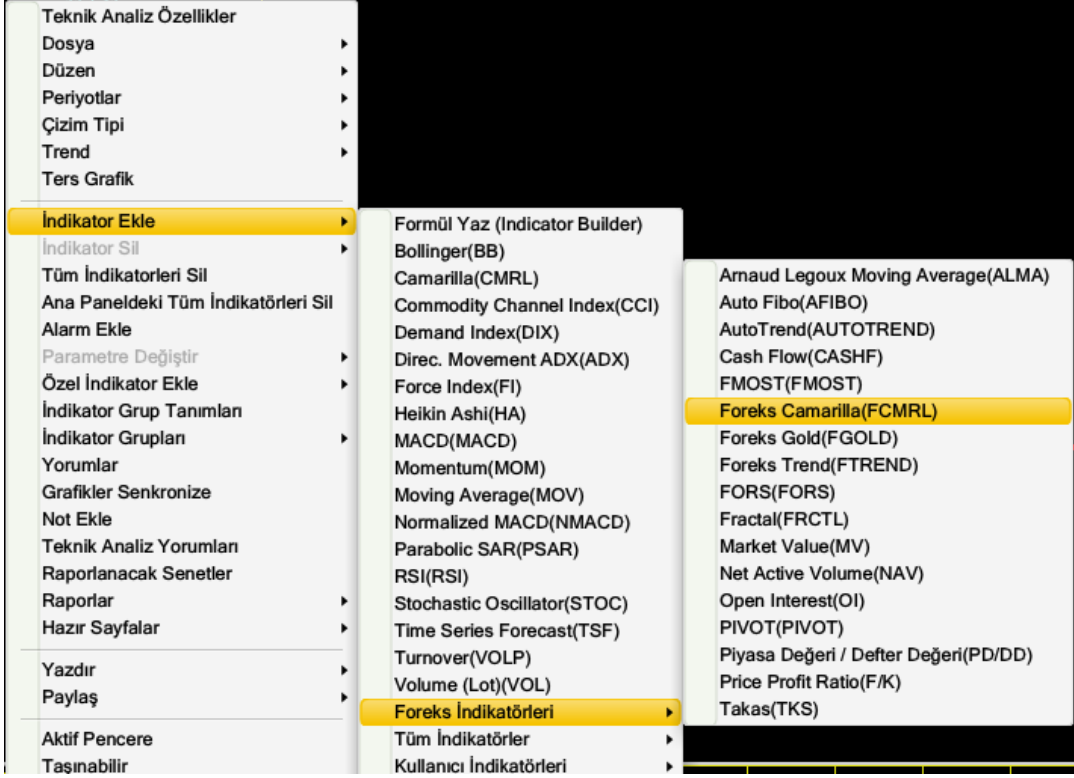 Teknik Analiz Özellikler
Dosya
Düzen
Periyotlar
Çizim Tipi
Trend
Ters Grafik
İndikator Ekle
İndikator Sil
Tüm İndikatorleri Sil
Ana Paneldeki Tüm İndikatörleri Sil
Alarm Ekle
Parametre Değiştir
Özel İndikator Ekle
İndikator Grup Tanımları
İndikator Grupları
Yorumlar
Grafikler Senkronize
Not Ekle
Teknik Analiz Yorumları
Raporlanacak Senetler
Raporlar
Hazır Sayfalar
Yazdır
Paylaş
Aktif Pencere
Taşınabilir
Formül Yaz (Indicator Builder)
Bollinger(BB)
Camarilla(CMRL)
Commodity Channel Index(CCI)
Demand Index(DIX)
Direc. Movement ADX(ADX)
Force Index(FI)
Heikin Ashi(HA)
MACD(MACD)
Momentum(MOM)
Moving Average(MOV)
Normalized MACD(NMACD)
Parabolic SAR(PSAR)
RSI(RSI)
Stochastic Oscillator(STOC)
Time Series Forecast(TSF)
Turnover(VOLP)
Volume (Lot)(VOL)
Foreks İndikatörleri
Tüm İndikatörler
Kullanıcı İndikatörleri
Arnaud Legoux Moving Average(ALMA)
Auto Fibo(AFIBO)
AutoTrend(AUTOTREND)
Cash Flow(CASHF)
FMOST(FMOST)
Foreks Camarilla(FCMRL)
Foreks Gold(FGOLD)
Foreks Trend(FTREND)
FORS(FORS)
Fractal(FRCTL)
Market Value(MV)
Net Active Volume(NAV)
Open Interest(OI)
PIVOT(PIVOT)
Piyasa Değeri / Defter Değeri(PD/DD)
Price Profit Ratio(F/K)
Takas(TKS)